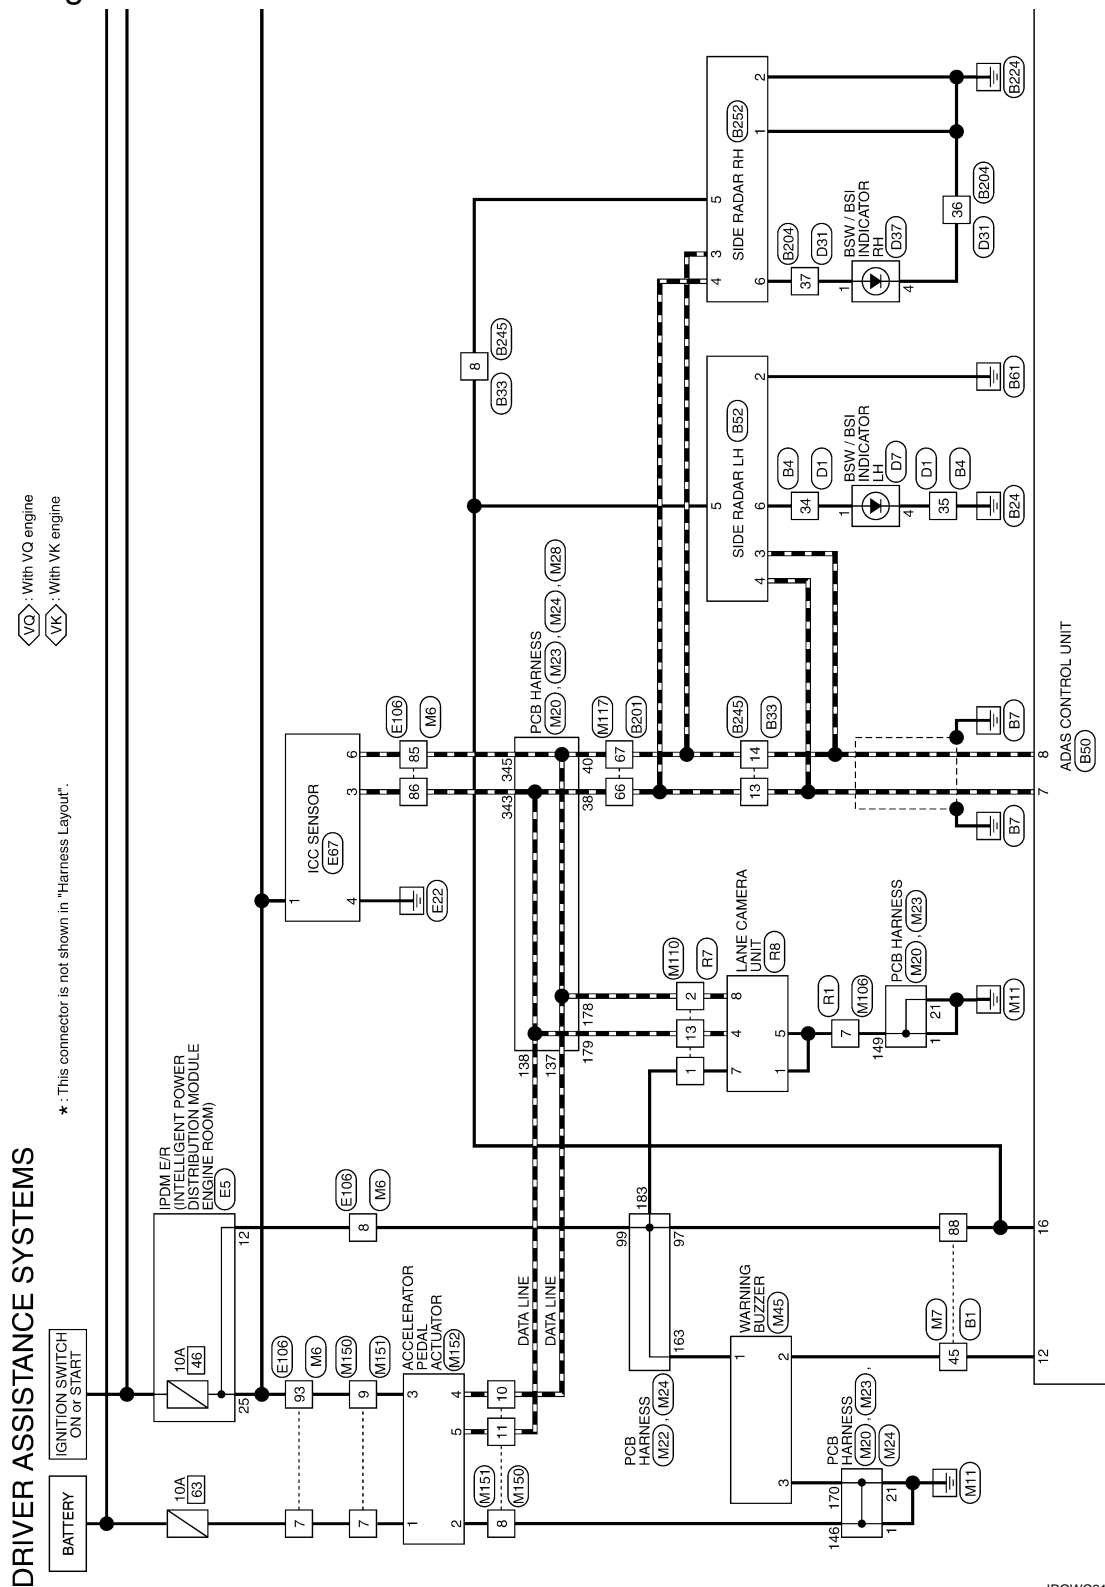 DRIVER ASSISTANCE SYSTEMS
VQ : With VQ engine
VK : With VK engine
★ : This connector is not shown in "Harness Layout".
BATTERY
IGNITION SWITCH
ON or START
10A
63
10A
46
IPDM E/R
(INTELLIGENT POWER
DISTRIBUTION MODULE
ENGINE ROOM)
E5
25
12
7
93
E106
M6
8
E106
M6
7
9
M150
M151
ACCELERATOR
PEDAL
ACTUATOR
M152
1
3
2
5
4
8
11
10
M151
M150
DATA LINE
DATA LINE
ICC SENSOR
E67
1
4
3
6
E22
86
85
E106
M6
PCB HARNESS
M20 , M23 , M24 , M28
343
345
138
137
179
178
38
40
66
67
M117
B201
13
14
B245
B33
8
B33
B245
PCB
HARNESS
M22 , M24
99
183
163
97
1
13
2
M110
R7
LANE CAMERA
UNIT
R8
7
4
8
1
5
7
R1
M106
PCB HARNESS
M20 , M23
149
1
21
M11
WARNING
BUZZER
M45
1
3
2
PCB
HARNESS
M20 , M23 ,
M24
146
170
1
21
M11
45
88
M7
B1
12
16
SIDE RADAR LH
B52
5
4
3
6
2
34
B4
D1
BSW / BSI
INDICATOR
LH
D7
1
4
35
D1
B4
B24
B61
SIDE RADAR RH
B252
4
3
5
6
1
2
37
B204
D31
BSW / BSI
INDICATOR
RH
D37
1
4
36
D31
B204
B224
B7
B7
7
8
ADAS CONTROL UNIT
B50